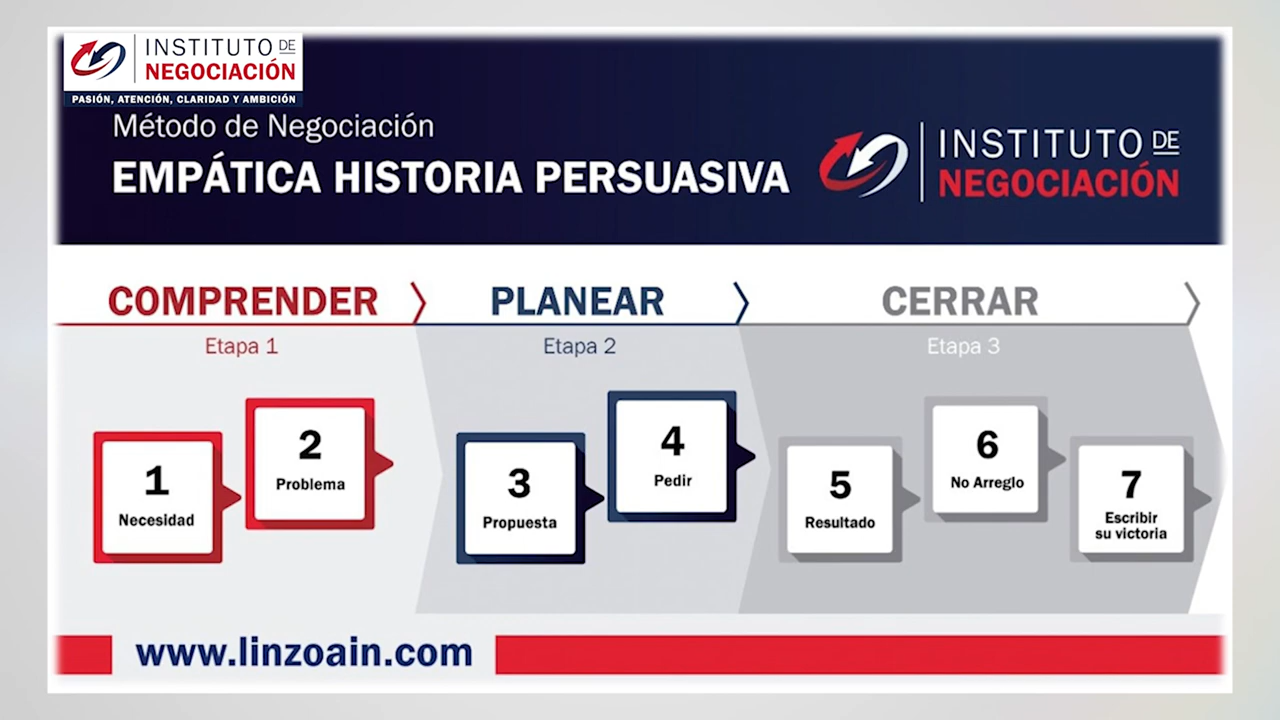 INSTITUTO DE
NEGOCIACIÓN
PASIÓN, ATENCIÓN, CLARIDAD Y AMBICIÓN
Método de Negociación
EMPÁTICA HISTORIA PERSUASIVA
INSTITUTO DE
NEGOCIACIÓN
COMPRENDER
Etapa 1
PLANEAR
Etapa 2
CERRAR
Etapa 3
1
Necesidad
2
Problema
3
Propuesta
4
Pedir
5
Resultado
6
No Arreglo
7
Escribir
su victoria
www.linzoain.com